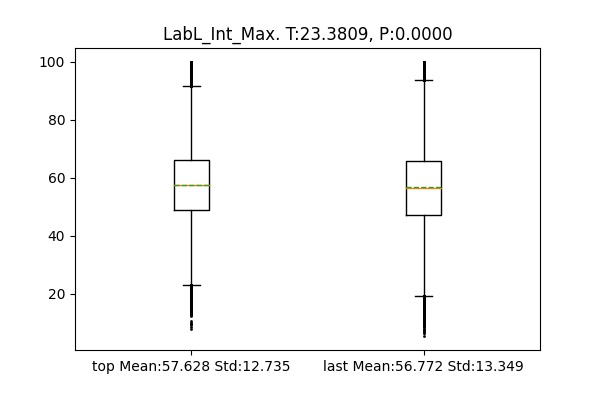 LabL_Int_Max. T:23.3809, P:0.0000
100
80
60
40
20
top Mean:57.628 Std:12.735 last Mean:56.772 Std:13.349